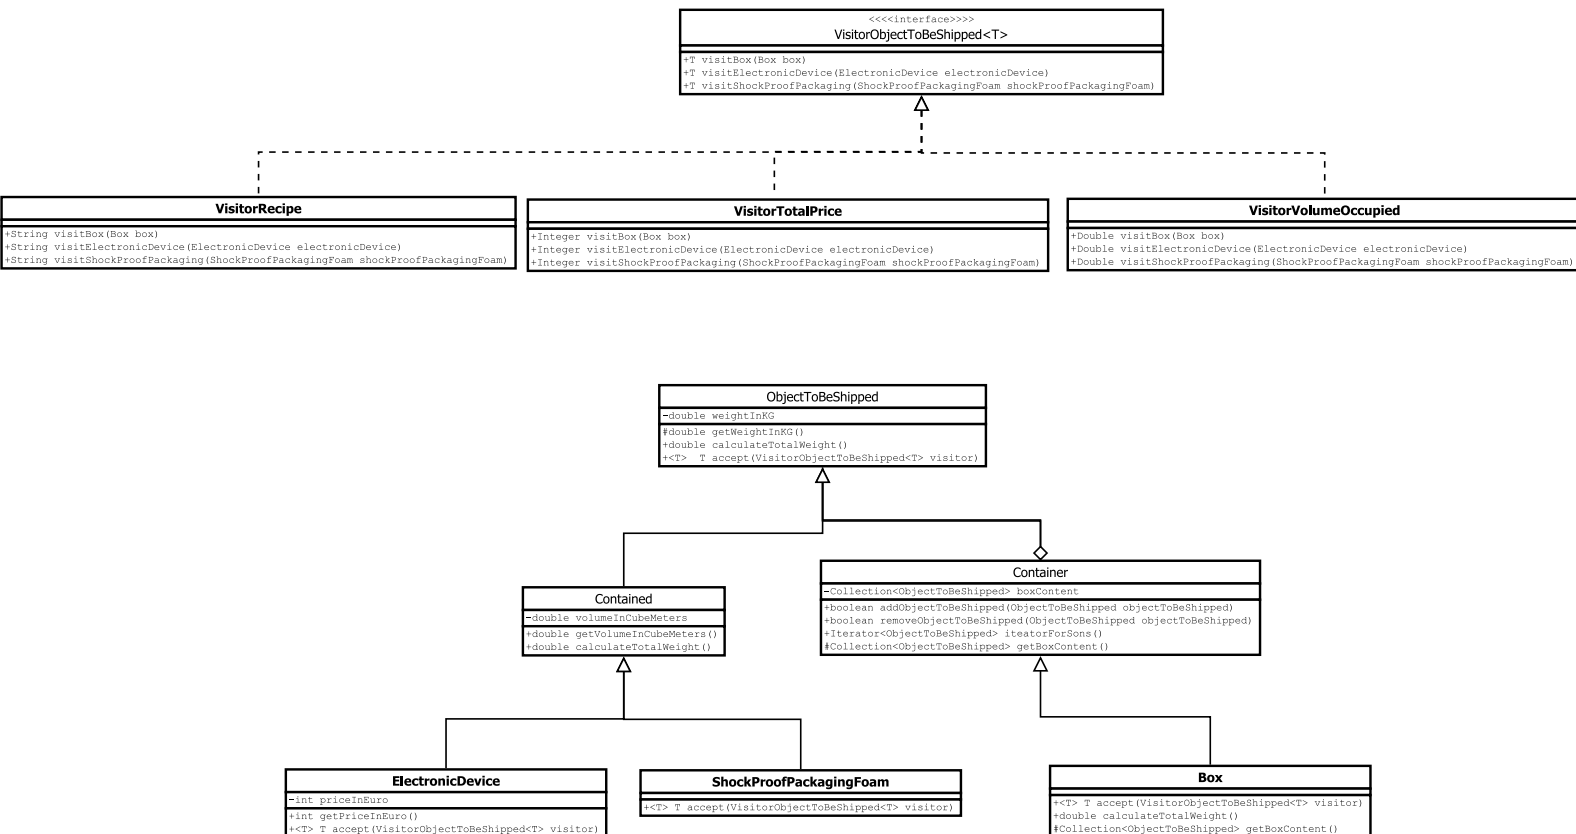 <<<<interface>>>>
VisitorObjectToBeShipped<T>
+T visitBox(Box box)
+T visitElectronicDevice(ElectronicDevice electronicDevice)
+T visitShockProofPackaging(ShockProofPackagingFoam shockProofPackagingFoam)
VisitorRecipe
+String visitBox(Box box)
+String visitElectronicDevice(ElectronicDevice electronicDevice)
+String visitShockProofPackaging(ShockProofPackagingFoam shockProofPackagingFoam)
VisitorTotalPrice
+Integer visitBox(Box box)
+Integer visitElectronicDevice(ElectronicDevice electronicDevice)
+Integer visitShockProofPackaging(ShockProofPackagingFoam shockProofPackagingFoam)
VisitorVolumeOccupied
+Double visitBox(Box box)
+Double visitElectronicDevice(ElectronicDevice electronicDevice)
+Double visitShockProofPackaging(ShockProofPackagingFoam shockProofPackagingFoam)
ObjectToBeShipped
-double weightInKG
#double getWeightInKG()
+double calculateTotalWeight()
+<T>  T accept(VisitorObjectToBeShipped<T> visitor)
Contained
-double volumeInCubeMeters
+double getVolumeInCubeMeters()
+double calculateTotalWeight()
Container
-Collection<ObjectToBeShipped> boxContent
+boolean addObjectToBeShipped(ObjectToBeShipped objectToBeShipped)
+boolean removeObjectToBeShipped(ObjectToBeShipped objectToBeShipped)
+Iterator<ObjectToBeShipped> iteatorForSons()
#Collection<ObjectToBeShipped> getBoxContent()
ElectronicDevice
-int priceInEuro
+int getPriceInEuro()
+<T> T accept(VisitorObjectToBeShipped<T> visitor)
ShockProofPackagingFoam
+<T> T accept(VisitorObjectToBeShipped<T> visitor)
Box
+<T> T accept(VisitorObjectToBeShipped<T> visitor)
+double calculateTotalWeight()
#Collection<ObjectToBeShipped> getBoxContent()